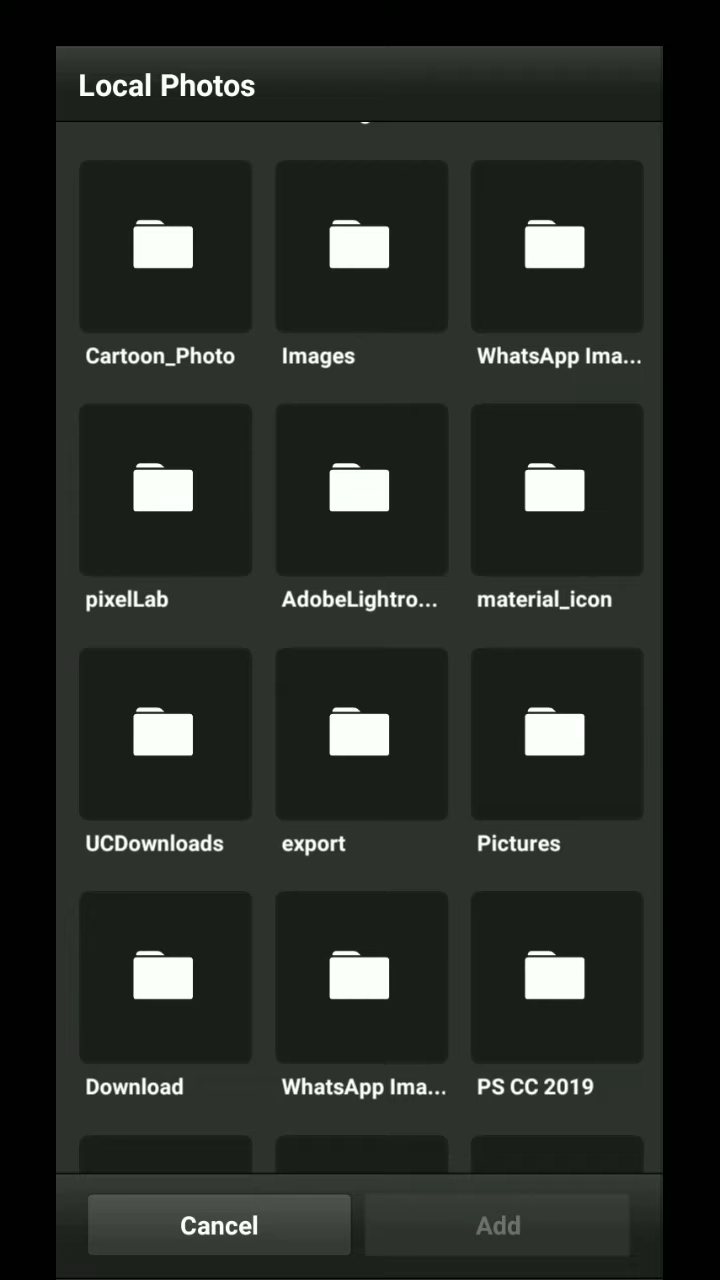 Local Photos
Cartoon_Photo
Images
WhatsApp Ima...
pixelLab
AdobeLightro...
material_icon
UCDownloads
export
Pictures
Download
WhatsApp Ima...
PS CC 2019
Cancel
Add